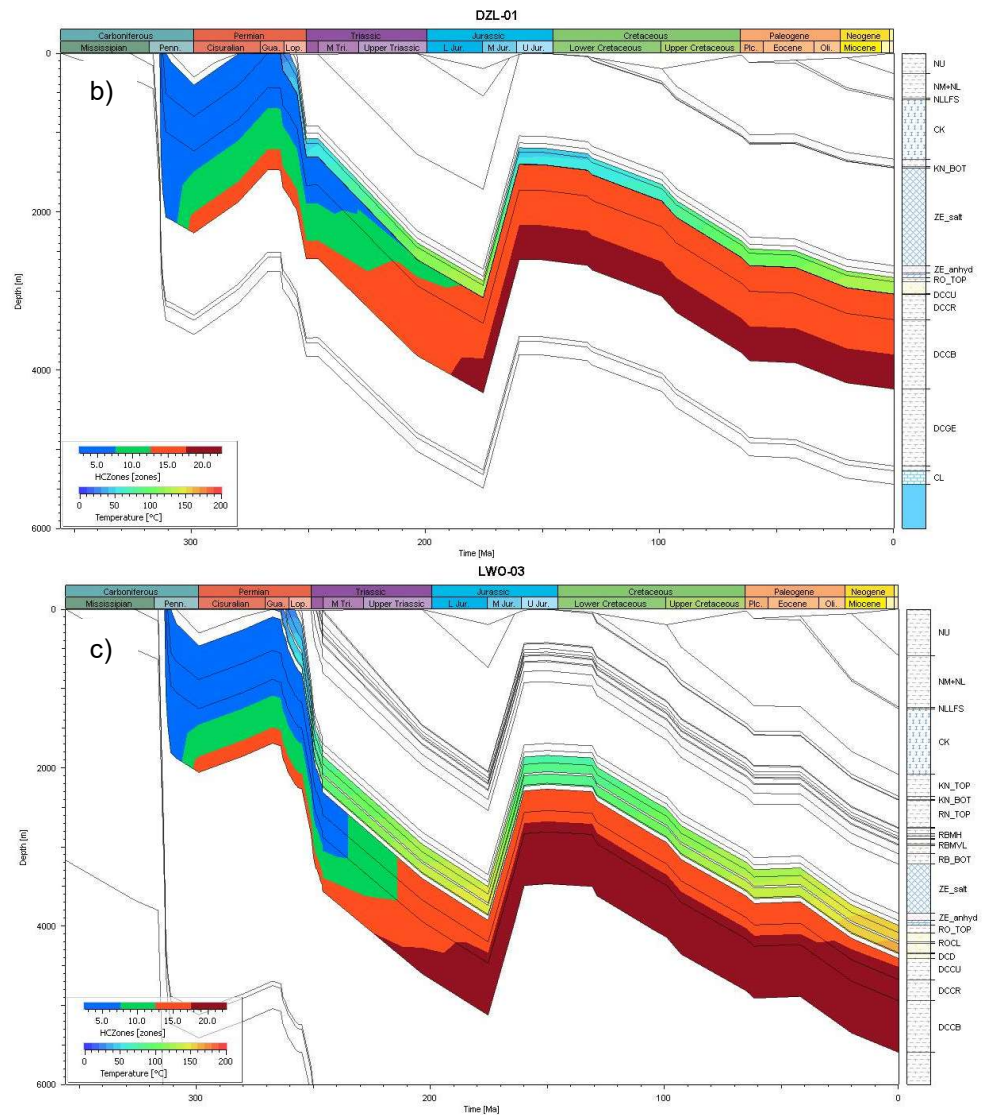 DZL-01
Carboniferous Permian Triassic Jurassic Cretaceous Paleogene Neogene
Mississipian Penn. Cisuralian Gua. Lop. M Tri. Upper Triassic L Jur. M Jur. U Jur. Lower Cretaceous Upper Cretaceous Plc. Eocene Oli. Miocene
b)
0
2000
4000
6000
Depth [m]
5.0 10.0 15.0 20.0
HCZones [zones]
0 50 100 150 200
Temperature [°C]
300 200 100 0
Time [Ma]
NU
NM+NL
NLLFS
CK
KN_BOT
ZE_salt
ZE_anhyd
RO_TOP
DCCU
DCCR
DCCB
DCGE
CL
LWO-03
Carboniferous Permian Triassic Jurassic Cretaceous Paleogene Neogene
Mississipian Penn. Cisuralian Gua. Lop. M Tri. Upper Triassic L Jur. M Jur. U Jur. Lower Cretaceous Upper Cretaceous Plc. Eocene Oli. Miocene
c)
0
2000
4000
6000
Depth [m]
5.0 10.0 15.0 20.0
HCZones [zones]
0 50 100 150 200
Temperature [°C]
300 200 100 0
Time [Ma]
NU
NM+NL
NLLFS
CK
KN_TOP
KN_BOT
RN_TOP
RBMH
RBMVL
RB_BOT
ZE_salt
ZE_anhyd
RO_TOP
ROCL
DCD
DCCU
DCCR
DCCB